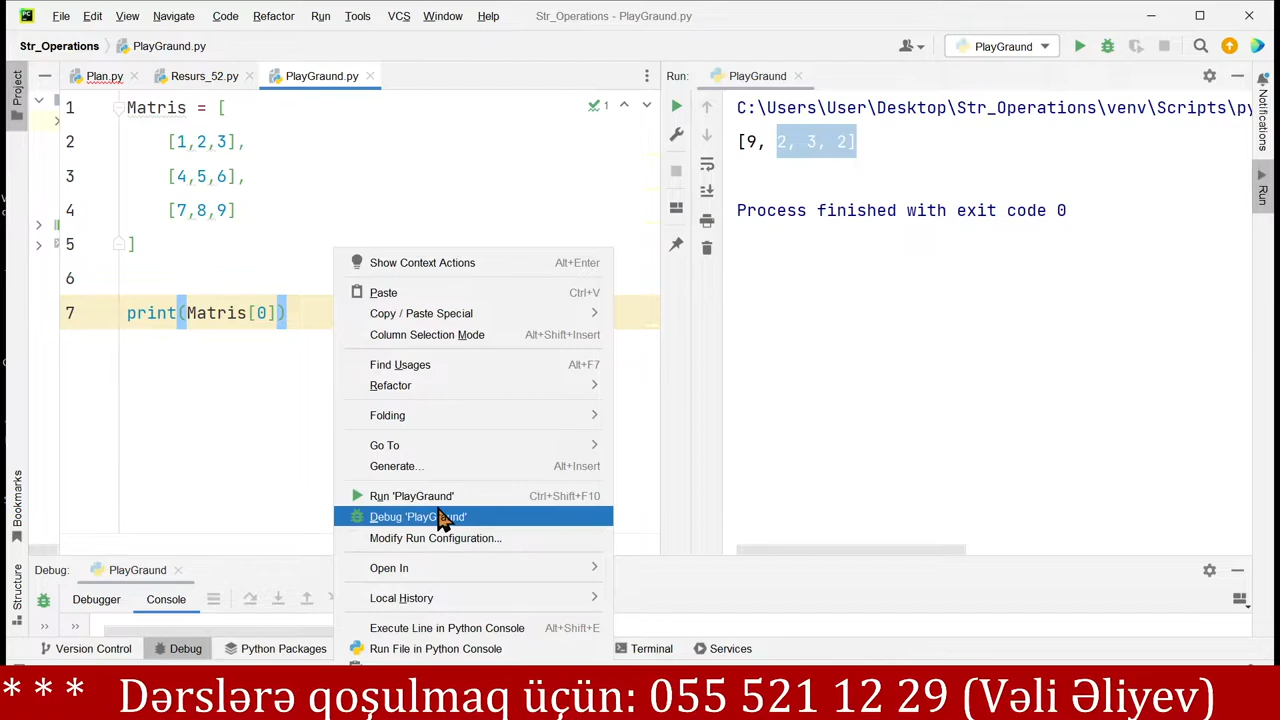 File Edit View Navigate Code Refactor Run Tools VCS Window Help Str_Operations - PlayGraund.py
Str_Operations PlayGraund.py PlayGraund
Project
Plan.py Resurs_52.py PlayGraund.py
Run: PlayGraund
Notifications
1 Matris = [
1
2 [1,2,3],
3 [4,5,6],
4 [7,8,9]
5 ]
6
7 print(Matris[0])
C:\Users\User\Desktop\Str_Operations\venv\Scripts\py
[9, 2, 3, 2]
Process finished with exit code 0
Run
Show Context Actions Alt+Enter
Paste Ctrl+V
Copy / Paste Special
Column Selection Mode Alt+Shift+Insert
Find Usages Alt+F7
Refactor
Folding
Go To
Generate... Alt+Insert
Run 'PlayGraund' Ctrl+Shift+F10
Debug 'PlayGraund'
Modify Run Configuration...
Open In
Local History
Execute Line in Python Console Alt+Shift+E
Run File in Python Console
Bookmarks
Structure
Debug: PlayGraund
Debugger Console
Version Control Debug Python Packages Terminal Services
* * * Dərslərə qoşulmaq üçün: 055 521 12 29 (Vəli Əliyev)